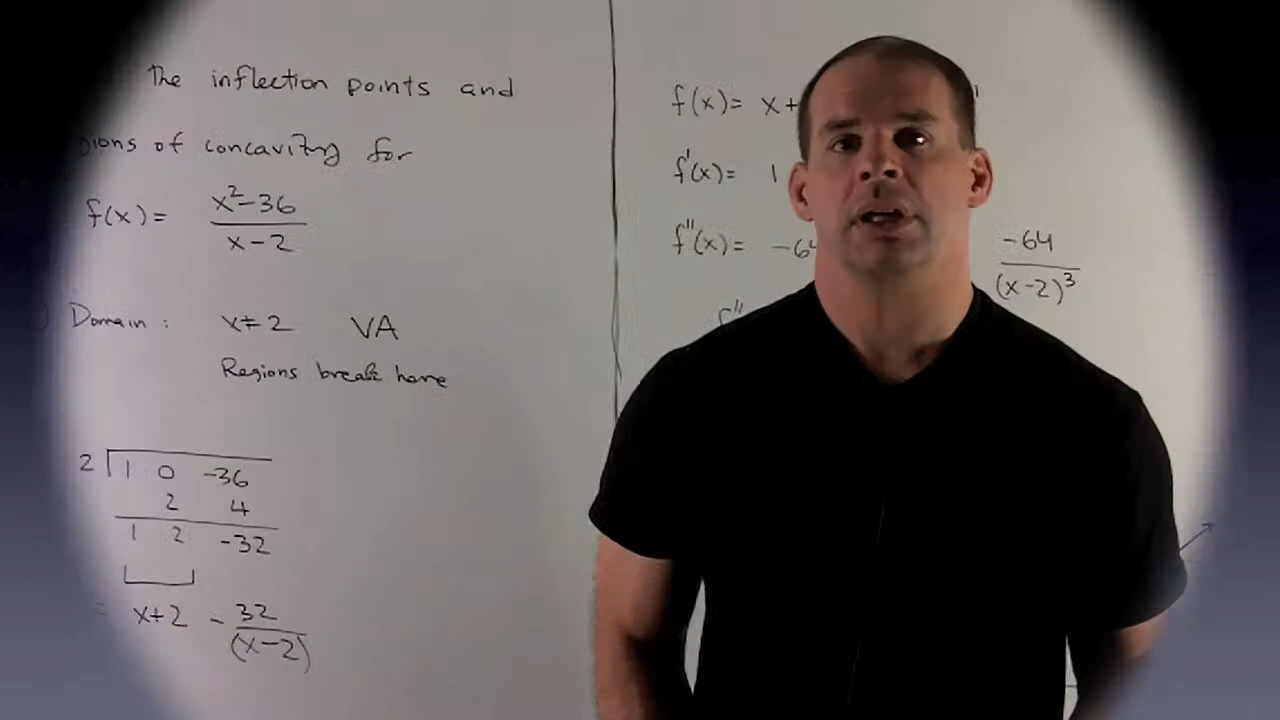 The inflection points and
of concavity for
f(x) = x²-36 / x-2
Domain : x≠2 VA
Regions break here
2 1 0 -36
2 4
1 2 -32
= x+2 - 32/(x-2)
f(x) = x+
f'(x) = 1
f''(x) = -64 -64/(x-2)³
f''